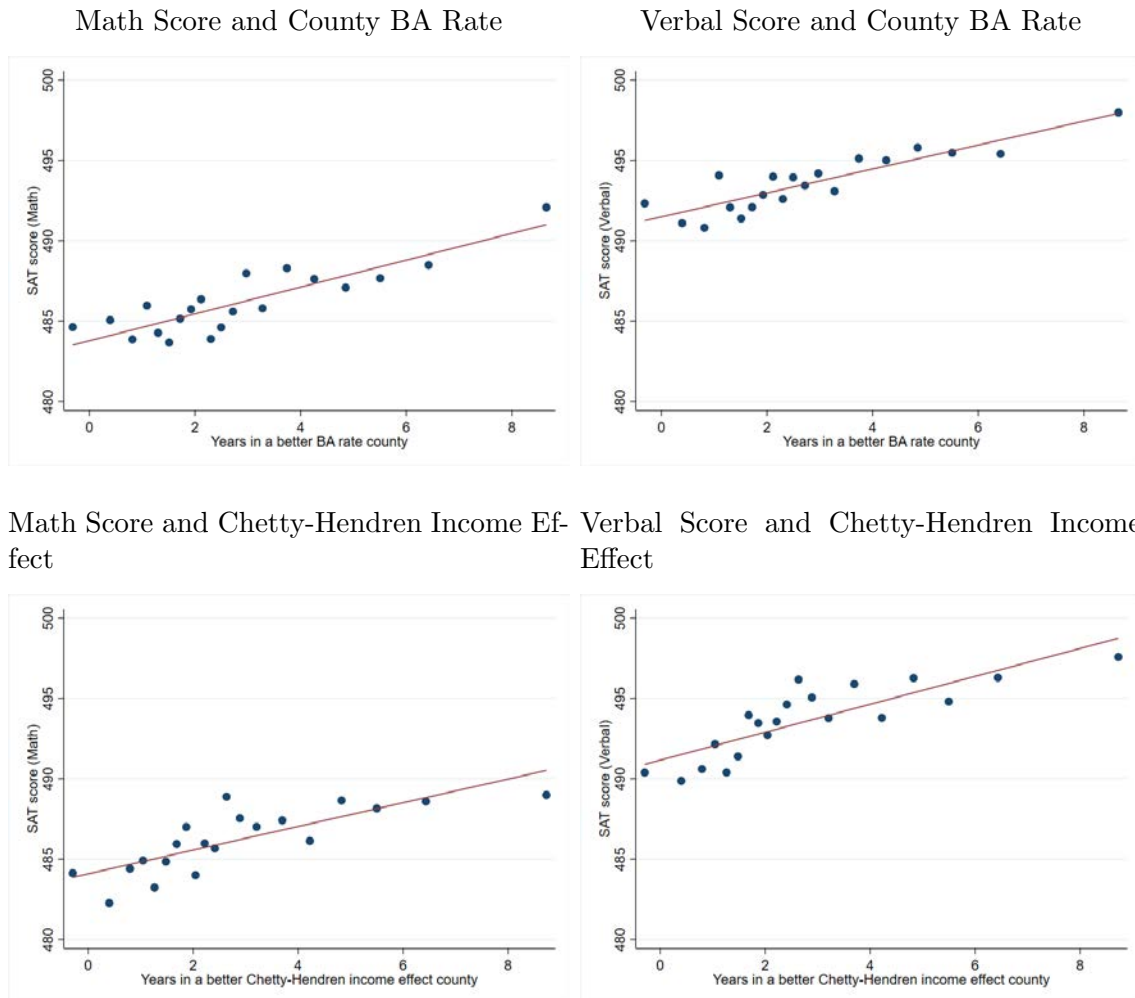 Math Score and County BA Rate
500
495
490
485
480
SAT score (Math)
0 2 4 6 8
Years in a better BA rate county
Verbal Score and County BA Rate
500
495
490
485
480
SAT score (Verbal)
0 2 4 6 8
Years in a better BA rate county
Math Score and Chetty-Hendren Income Ef-
fect
500
495
490
485
480
SAT score (Math)
0 2 4 6 8
Years in a better Chetty-Hendren income effect county
Verbal Score and Chetty-Hendren Income
Effect
500
495
490
485
480
SAT score (Verbal)
0 2 4 6 8
Years in a better Chetty-Hendren income effect county